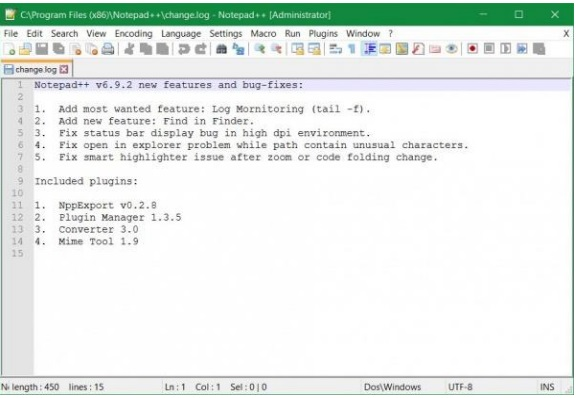 C:\Program Files (x86)\Notepad++\change.log - Notepad++ [Administrator]
File Edit Search View Encoding Language Settings Macro Run Plugins Window ? X
change.log
1 Notepad++ v6.9.2 new features and bug-fixes:
2
3 1. Add most wanted feature: Log Mornitoring (tail -f).
4 2. Add new feature: Find in Finder.
5 3. Fix status bar display bug in high dpi environment.
6 4. Fix open in explorer problem while path contain unusual characters.
7 5. Fix smart highlighter issue after zoom or code folding change.
8
9 Included plugins:
10
11 1. NppExport v0.2.8
12 2. Plugin Manager 1.3.5
13 3. Converter 3.0
14 4. Mime Tool 1.9
15
length : 450 lines : 15 Ln : 1 Col : 1 Sel : 0 | 0 Dos\Windows UTF-8 INS